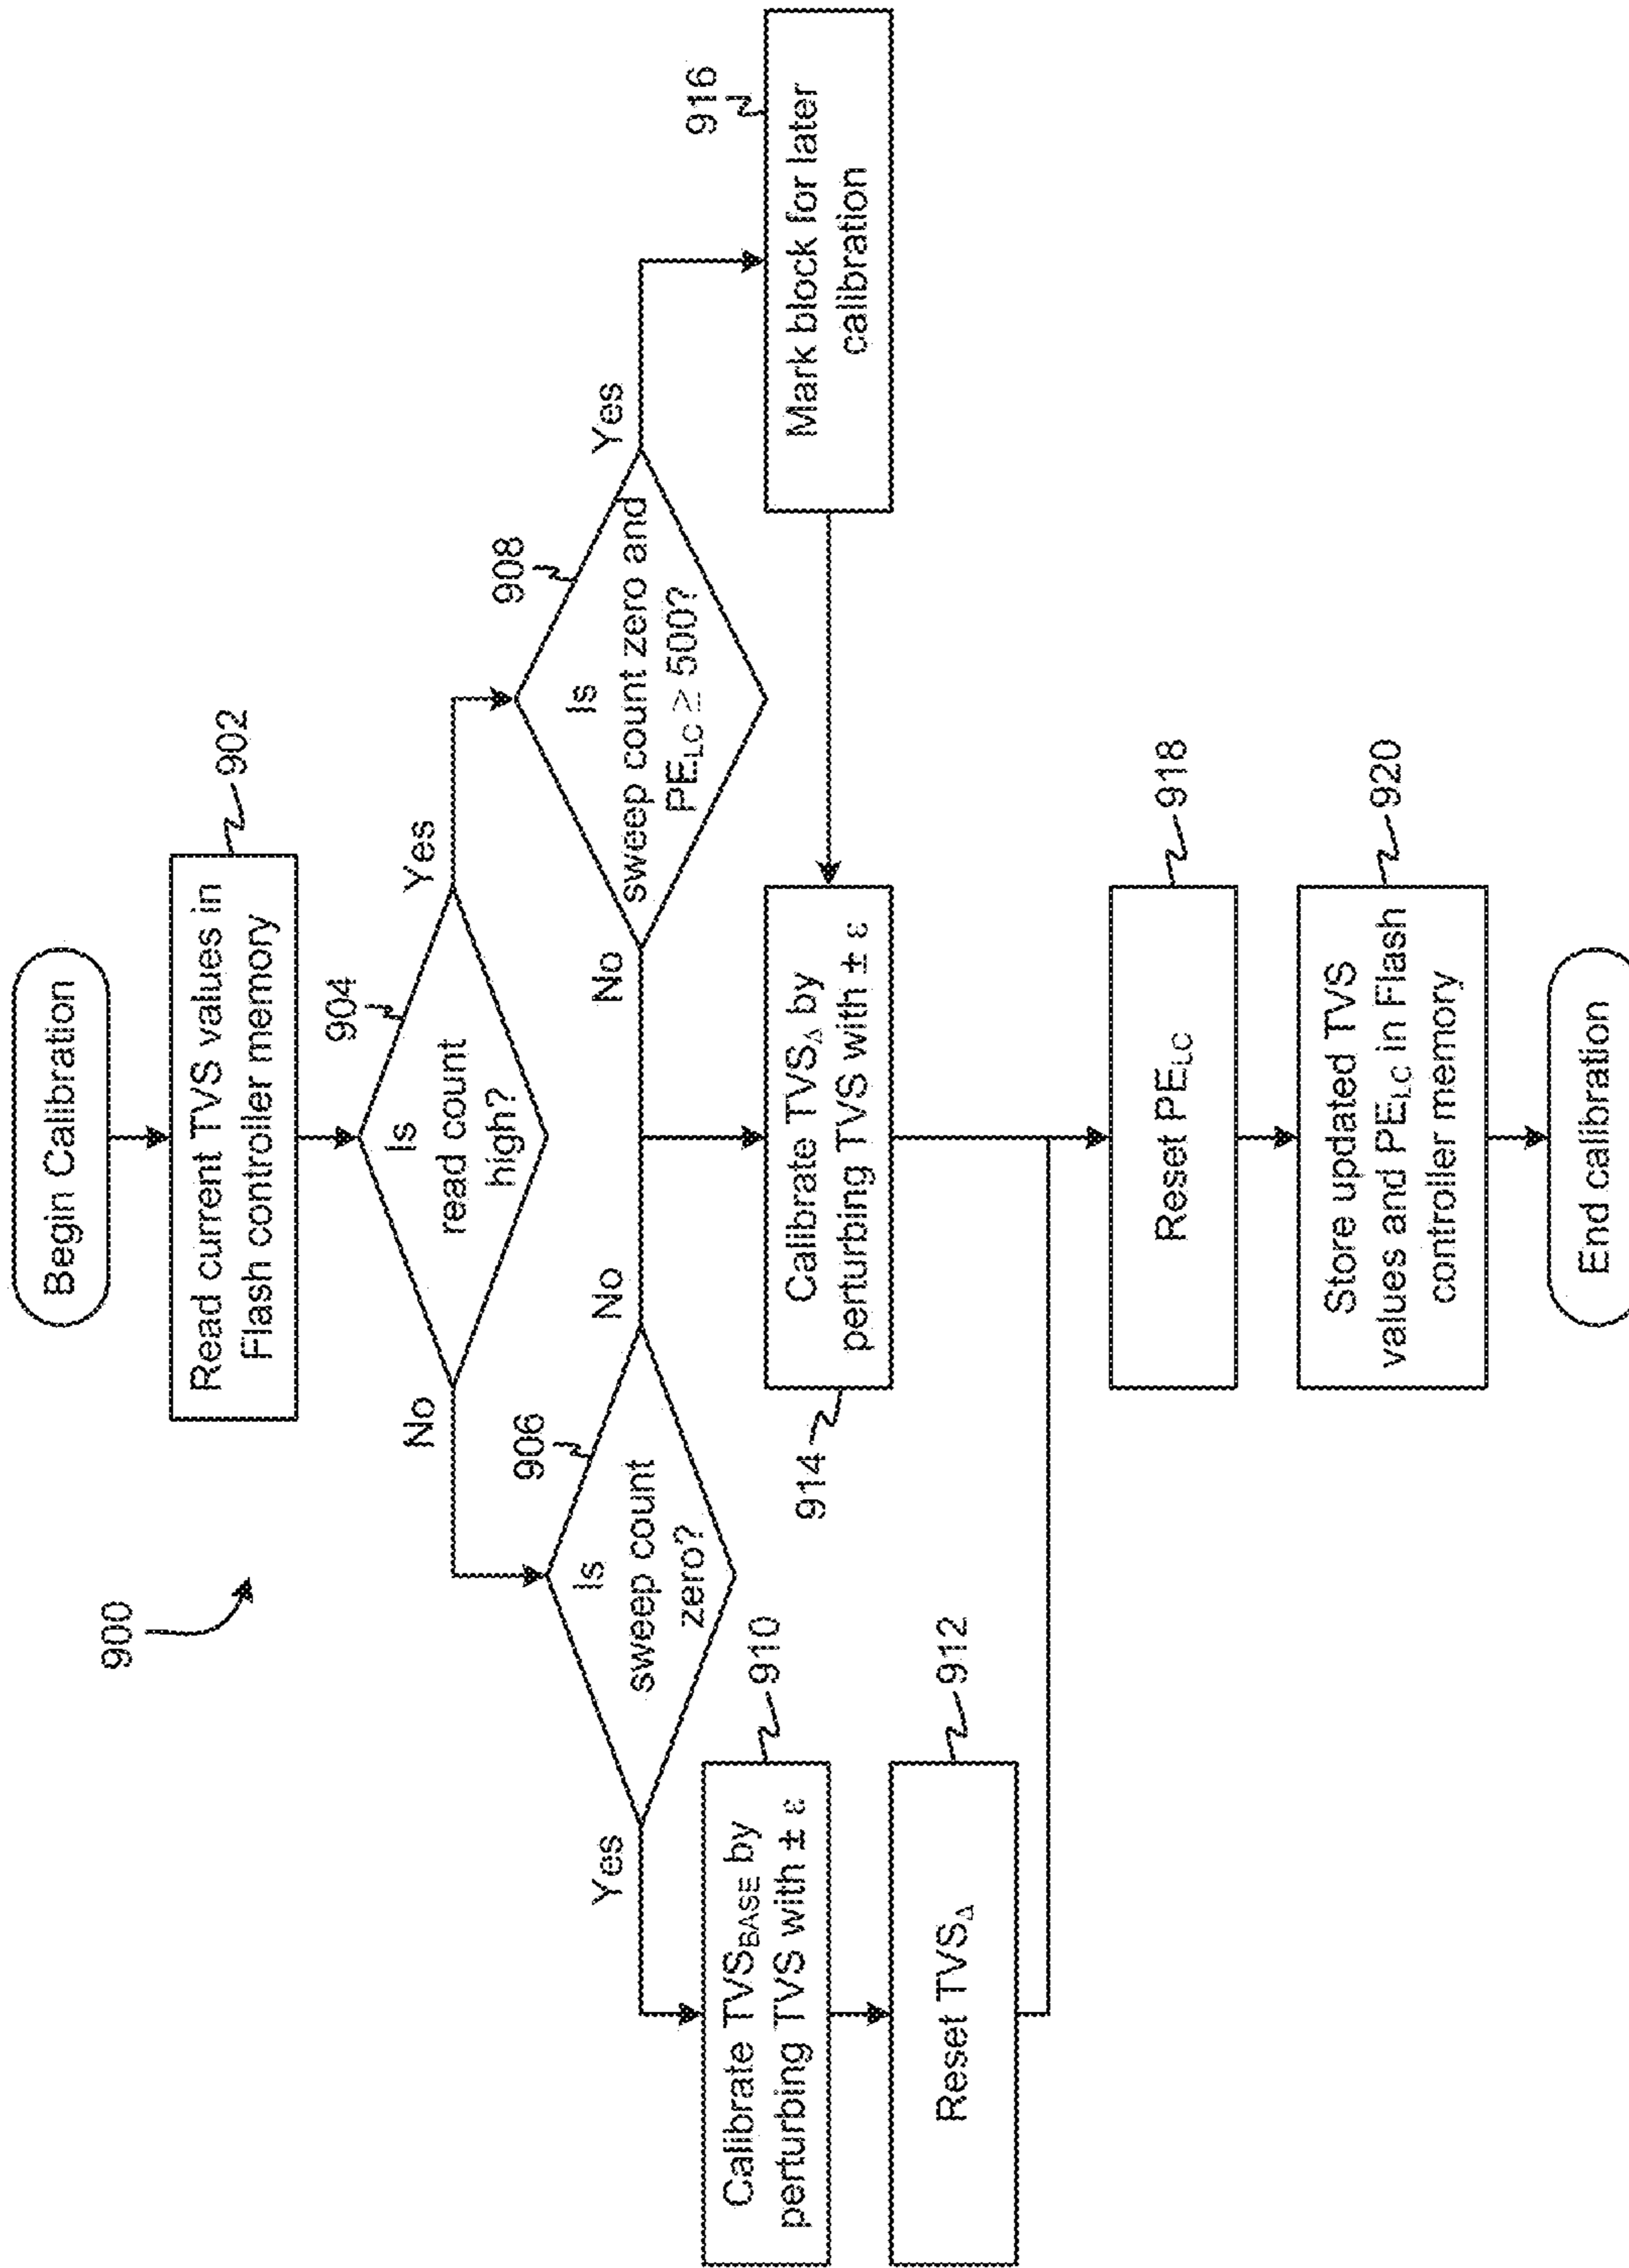 900
Begin Calibration
Read current TVS values in
Flash controller memory
902
904
Is
read count
high?
No
Yes
906
Is
sweep count
zero?
908
Is
sweep count zero and
PE_LC ≥ 500?
Yes
No
No
Yes
Calibrate TVS_BASE by
perturbing TVS with ± ε
910
Calibrate TVS_Δ by
perturbing TVS with ± ε
914
916
Mark block for later
calibration
Reset TVS_Δ
912
Reset PE_LC
918
Store updated TVS
values and PE_LC in Flash
controller memory
920
End calibration